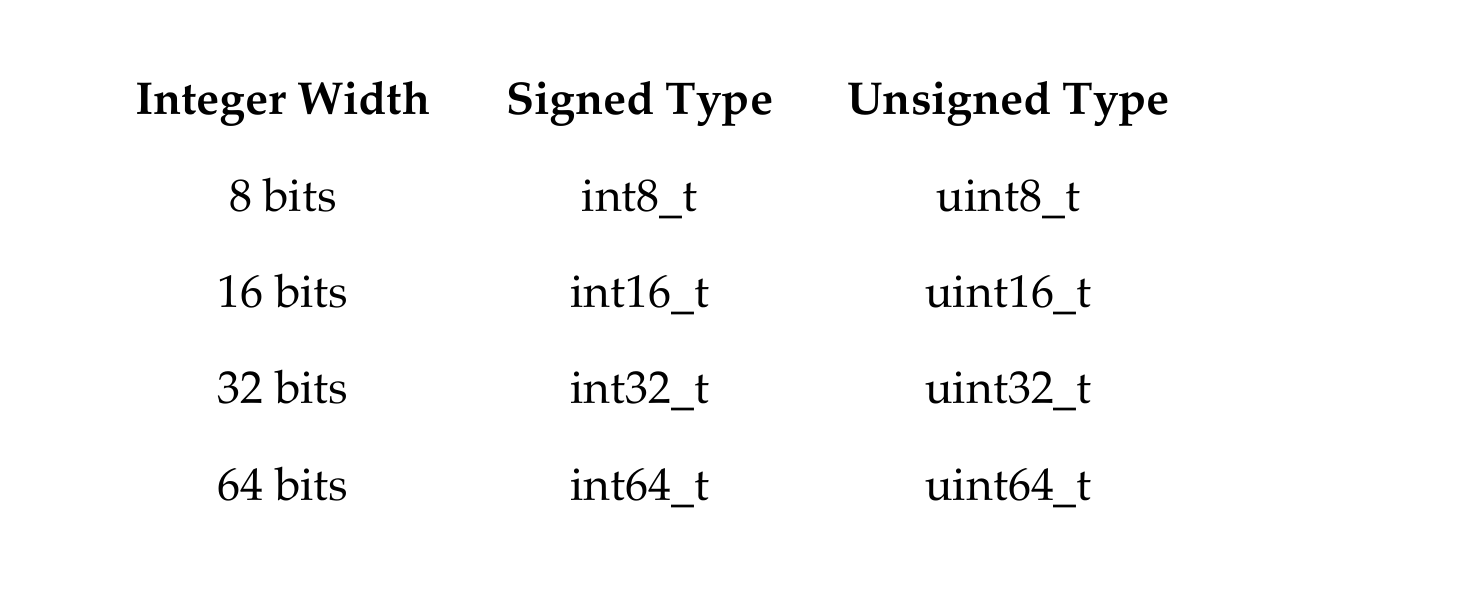 Integer Width Signed Type Unsigned Type
8 bits int8_t uint8_t
16 bits int16_t uint16_t
32 bits int32_t uint32_t
64 bits int64_t uint64_t